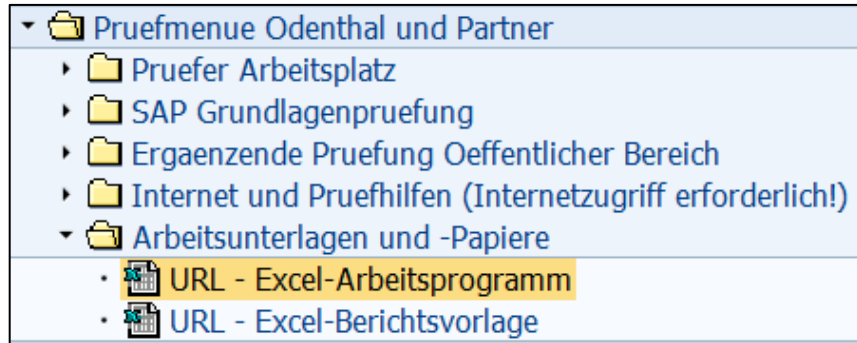 Pruefmenue Odenthal und Partner
Pruefer Arbeitsplatz
SAP Grundlagenpruefung
Ergaenzende Pruefung Oeffentlicher Bereich
Internet und Pruefhilfen (Internetzugriff erforderlich!)
Arbeitsunterlagen und -Papiere
URL - Excel-Arbeitsprogramm
URL - Excel-Berichtsvorlage